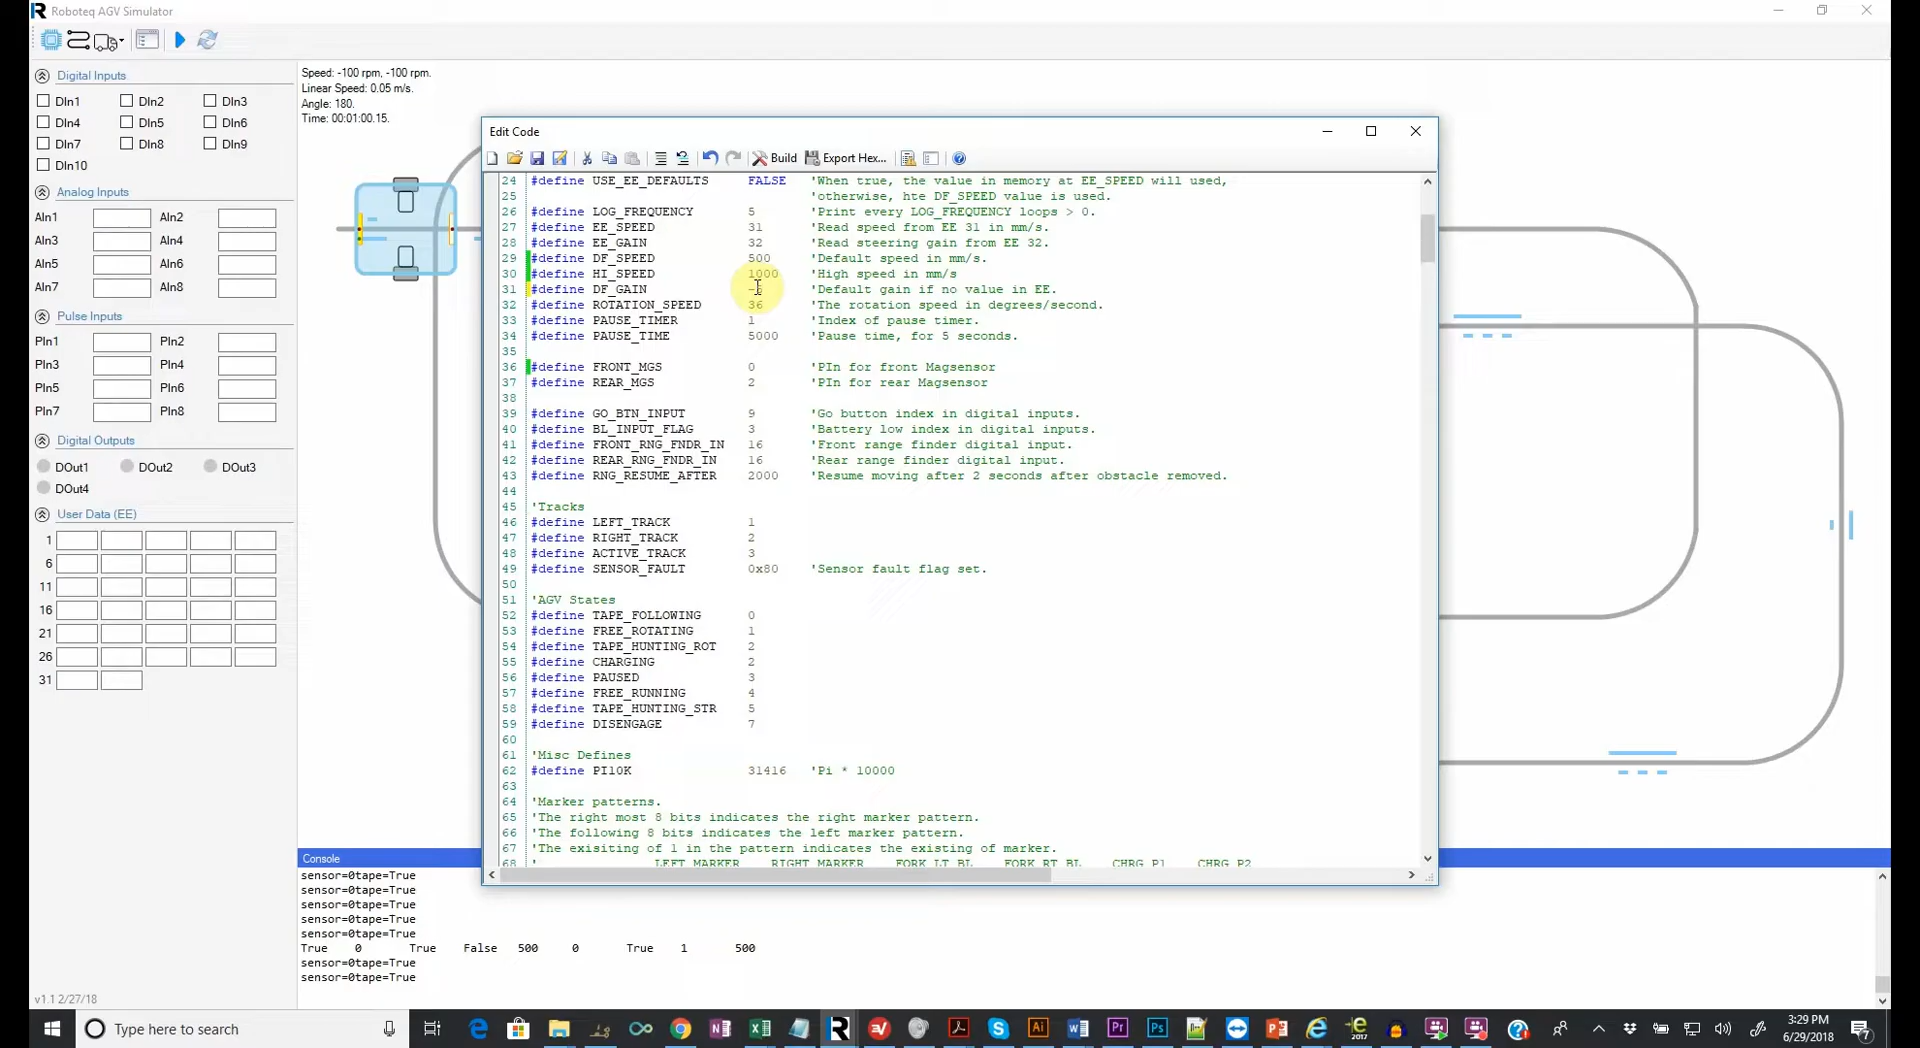 Roboteq AGV Simulator
Digital Inputs
DIn1 DIn2 DIn3
DIn4 DIn5 DIn6
DIn7 DIn8 DIn9
DIn10
Analog Inputs
AIn1 AIn2
AIn3 AIn4
AIn5 AIn6
AIn7 AIn8
Pulse Inputs
PIn1 PIn2
PIn3 PIn4
PIn5 PIn6
PIn7 PIn8
Digital Outputs
DOut1 DOut2 DOut3
DOut4
User Data (EE)
1
6
11
16
21
26
31
v1.1 2/27/18
Speed: -100 rpm, -100 rpm.
Linear Speed: 0.05 m/s.
Angle: 180.
Time: 00:01:00.15.
Edit Code
Build Export Hex...
24 #define USE_EE_DEFAULTS FALSE 'When true, the value in memory at EE_SPEED will used,
25 'otherwise, hte DF_SPEED value is used.
26 #define LOG_FREQUENCY 5 'Print every LOG_FREQUENCY loops > 0.
27 #define EE_SPEED 31 'Read speed from EE 31 in mm/s.
28 #define EE_GAIN 32 'Read steering gain from EE 32.
29 #define DF_SPEED 500 'Default speed in mm/s.
30 #define HI_SPEED 1000 'High speed in mm/s
31 #define DF_GAIN 'Default gain if no value in EE.
32 #define ROTATION_SPEED 36 'The rotation speed in degrees/second.
33 #define PAUSE_TIMER 1 'Index of pause timer.
34 #define PAUSE_TIME 5000 'Pause time, for 5 seconds.
35
36 #define FRONT_MGS 0 'PIn for front Magsensor
37 #define REAR_MGS 2 'PIn for rear Magsensor
38
39 #define GO_BTN_INPUT 9 'Go button index in digital inputs.
40 #define BL_INPUT_FLAG 3 'Battery low index in digital inputs.
41 #define FRONT_RNG_FNDR_IN 16 'Front range finder digital input.
42 #define REAR_RNG_FNDR_IN 16 'Rear range finder digital input.
43 #define RNG_RESUME_AFTER 2000 'Resume moving after 2 seconds after obstacle removed.
44
45 'Tracks
46 #define LEFT_TRACK 1
47 #define RIGHT_TRACK 2
48 #define ACTIVE_TRACK 3
49 #define SENSOR_FAULT 0x80 'Sensor fault flag set.
50
51 'AGV States
52 #define TAPE_FOLLOWING 0
53 #define FREE_ROTATING 1
54 #define TAPE_HUNTING_ROT 2
55 #define CHARGING 2
56 #define PAUSED 3
57 #define FREE_RUNNING 4
58 #define TAPE_HUNTING_STR 5
59 #define DISENGAGE 7
60
61 'Misc Defines
62 #define PI10K 31416 'Pi * 10000
63
64 'Marker patterns.
65 'The right most 8 bits indicates the right marker pattern.
66 'The following 8 bits indicates the left marker pattern.
67 'The exisiting of 1 in the pattern indicates the existing of marker.
68 ' LEFT MARKER RIGHT MARKER FORK LT BL FORK RT BL CHRG P1 CHRG P2
Console
sensor=0tape=True
sensor=0tape=True
sensor=0tape=True
sensor=0tape=True
sensor=0tape=True
True 0 True False 500 0 True 1 500
sensor=0tape=True
sensor=0tape=True
Type here to search
3:29 PM
6/29/2018